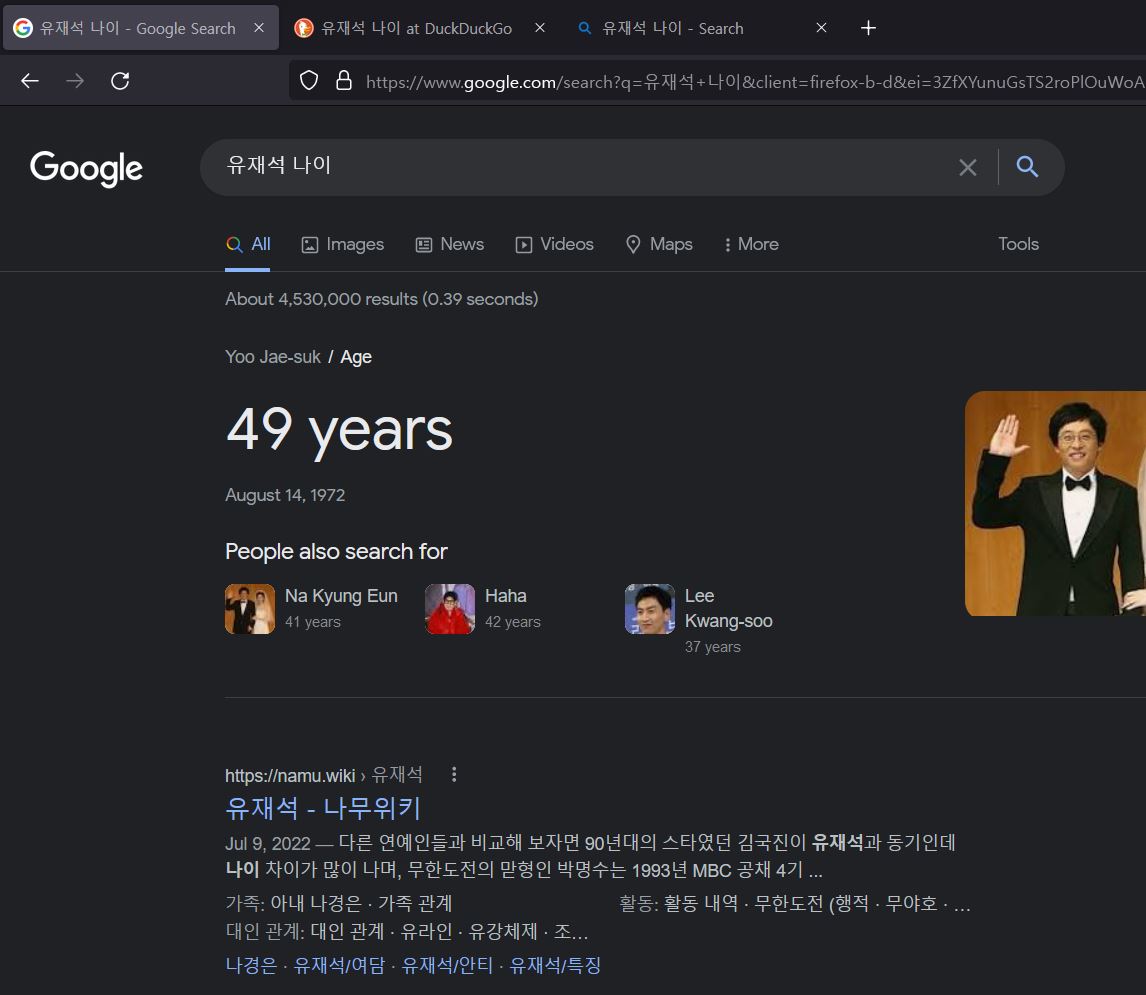 유재석 나이 - Google Search
유재석 나이 at DuckDuckGo
유재석 나이 - Search
https://www.google.com/search?q=유재석+나이&client=firefox-b-d&ei=3ZfXYunuGsTS2roPlOuWoA
Google
유재석 나이
All Images News Videos Maps More Tools
About 4,530,000 results (0.39 seconds)
Yoo Jae-suk / Age
49 years
August 14, 1972
People also search for
Na Kyung Eun
41 years
Haha
42 years
Lee
Kwang-soo
37 years
https://namu.wiki › 유재석
유재석 - 나무위키
Jul 9, 2022 — 다른 연예인들과 비교해 보자면 90년대의 스타였던 김국진이 유재석과 동기인데
나이 차이가 많이 나며, 무한도전의 맏형인 박명수는 1993년 MBC 공채 4기 ...
가족: 아내 나경은 · 가족 관계
활동: 활동 내역 · 무한도전 (행적 · 무야호 · …
대인 관계: 대인 관계 · 유라인 · 유강체제 · 조…
나경은 · 유재석/여담 · 유재석/안티 · 유재석/특징